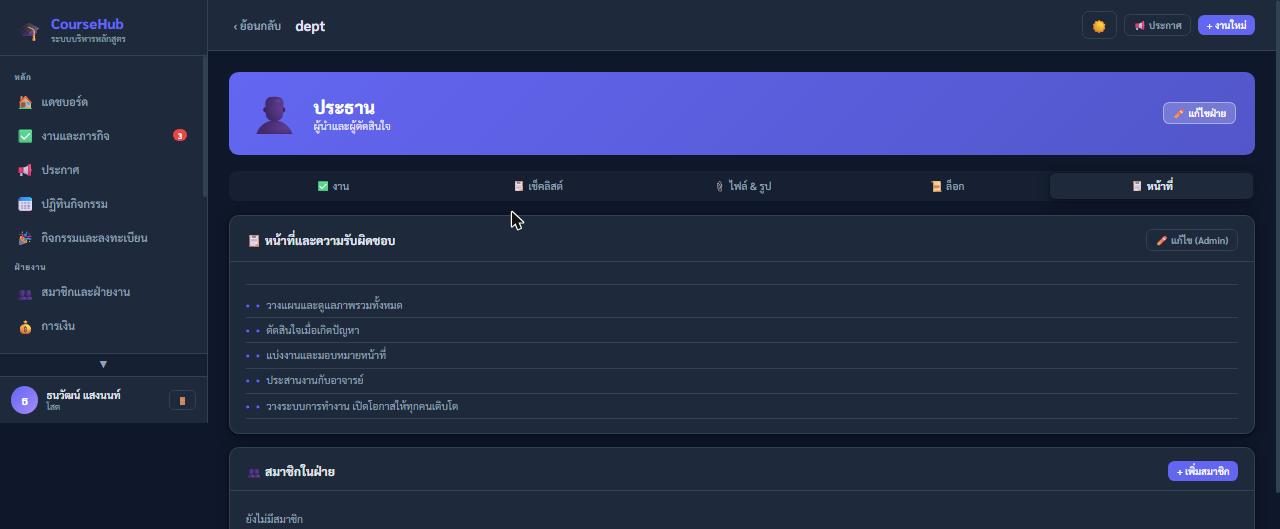 CourseHub
ระบบบริหารหลักสูตร
หลัก
แดชบอร์ด
งานและภารกิจ 3
ประกาศ
ปฏิทินกิจกรรม
กิจกรรมและลงทะเบียน
ฝ่ายงาน
สมาชิกและฝ่ายงาน
การเงิน
▼
ธ ธนวัฒน์ แสงนนท์
โสต
‹ ย้อนกลับ dept
ประกาศ
+ งานใหม่
ประธาน
ผู้นำและผู้ตัดสินใจ
แก้ไขฝ่าย
งาน
เช็คลิสต์
ไฟล์ & รูป
ล็อก
หน้าที่
หน้าที่และความรับผิดชอบ
แก้ไข (Admin)
• • วางแผนและดูแลภาพรวมทั้งหมด
• • ตัดสินใจเมื่อเกิดปัญหา
• • แบ่งงานและมอบหมายหน้าที่
• • ประสานงานกับอาจารย์
• • วางระบบการทำงาน เปิดโอกาสให้ทุกคนเติบโต
สมาชิกในฝ่าย
+ เพิ่มสมาชิก
ยังไม่มีสมาชิก